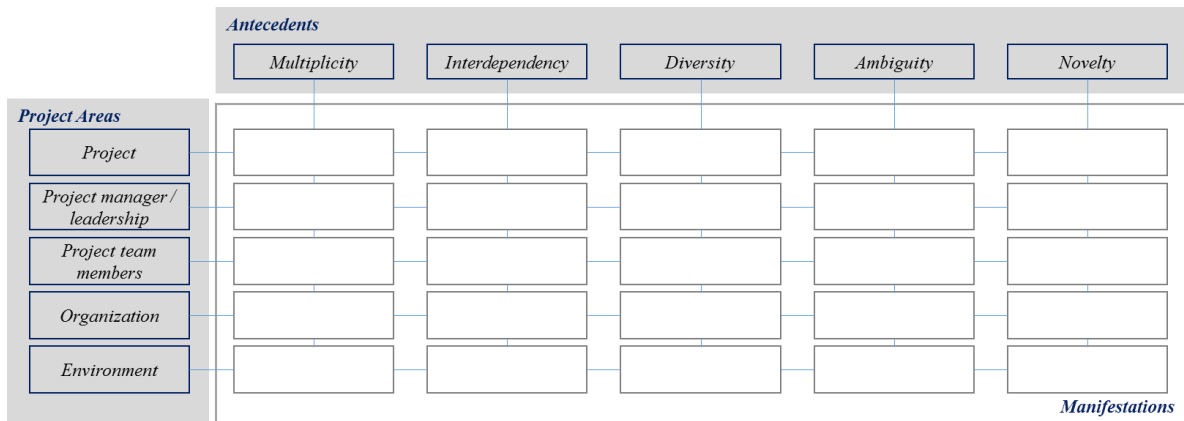 Antecedents
Multiplicity
Interdependency
Diversity
Ambiguity
Novelty
Project Areas
Project
Project manager /
leadership
Project team
members
Organization
Environment
Manifestations